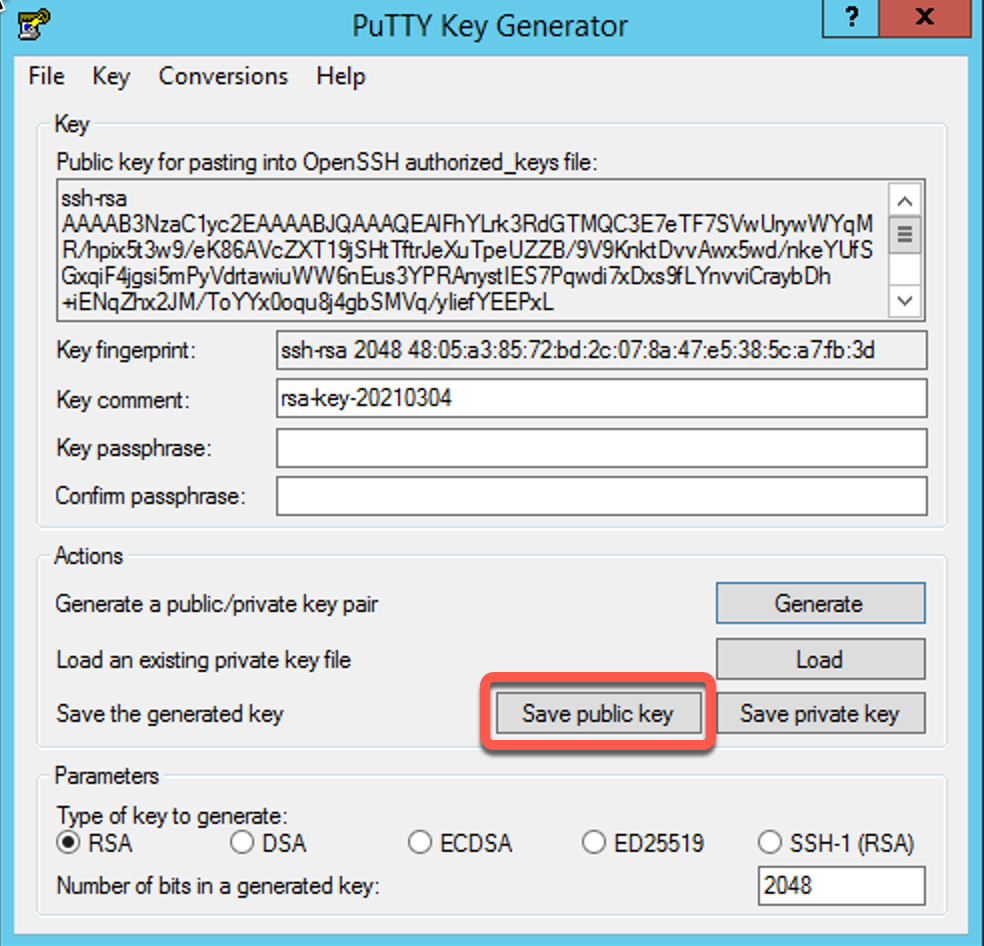 PuTTY Key Generator
?
X
File Key Conversions Help
Key
Public key for pasting into OpenSSH authorized_keys file:
ssh-rsa
AAAAB3NzaC1yc2EAAAABJQAAAQEAlFhYLrk3RdGTMQC3E7eTF7SVwUrywWYqM
R/hpix5t3w9/eK86AVcZXT19jSHtTftrJeXuTpeUZZB/9V9KnktDvvAwx5wd/nkeYUfS
GxqiF4jgsi5mPyVdrtawiuWW6nEus3YPRAnystIES7Pqwdi7xDxs9fLYnvviCraybDh
+iENqZhx2JM/ToYYx0oqu8j4gbSMVq/yliefYEEPxL
Key fingerprint: ssh-rsa 2048 48:05:a3:85:72:bd:2c:07:8a:47:e5:38:5c:a7:fb:3d
Key comment: rsa-key-20210304
Key passphrase:
Confirm passphrase:
Actions
Generate a public/private key pair Generate
Load an existing private key file Load
Save the generated key Save public key Save private key
Parameters
Type of key to generate:
RSA DSA ECDSA ED25519 SSH-1 (RSA)
Number of bits in a generated key: 2048